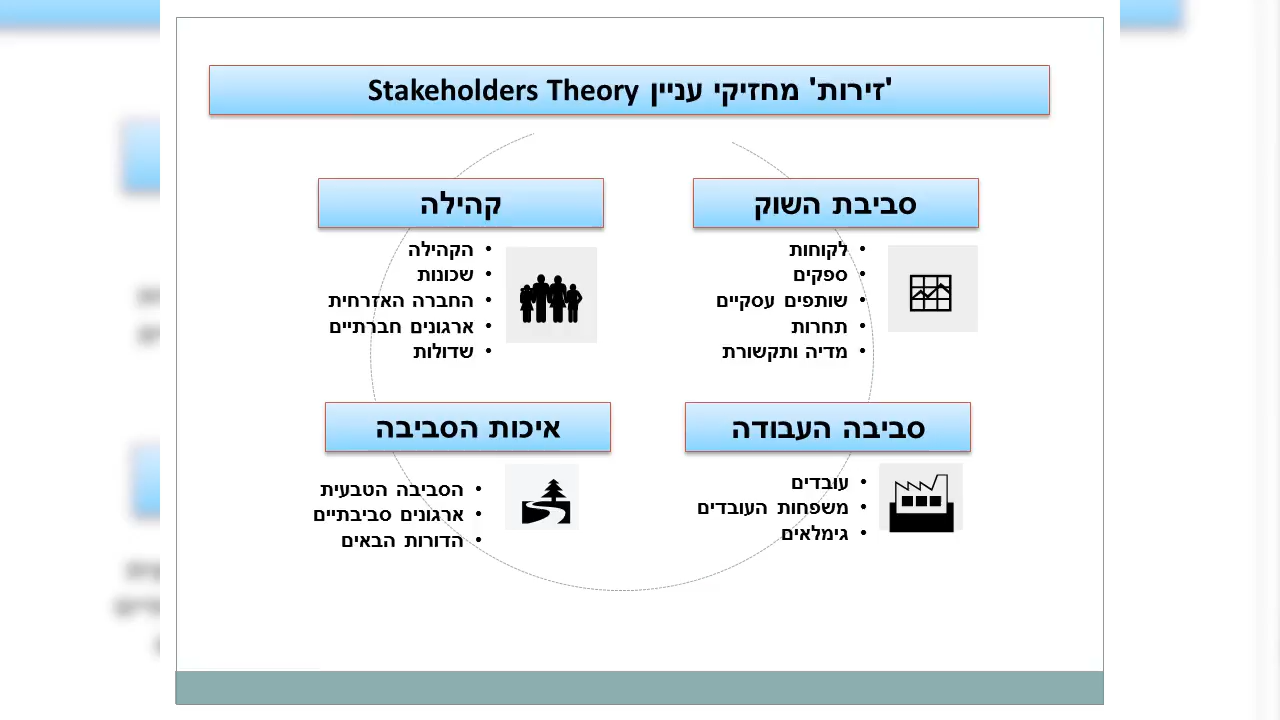 'זירות' מחזיקי עניין Stakeholders Theory
סביבת השוק
• לקוחות
• ספקים
• שותפים עסקיים
• תחרות
• מדיה ותקשורת
קהילה
• הקהילה
• שכונות
• החברה האזרחית
• ארגונים חברתיים
• שדולות
סביבה העבודה
• עובדים
• משפחות העובדים
• גימלאים
איכות הסביבה
• הסביבה הטבעית
• ארגונים סביבתיים
• הדורות הבאים